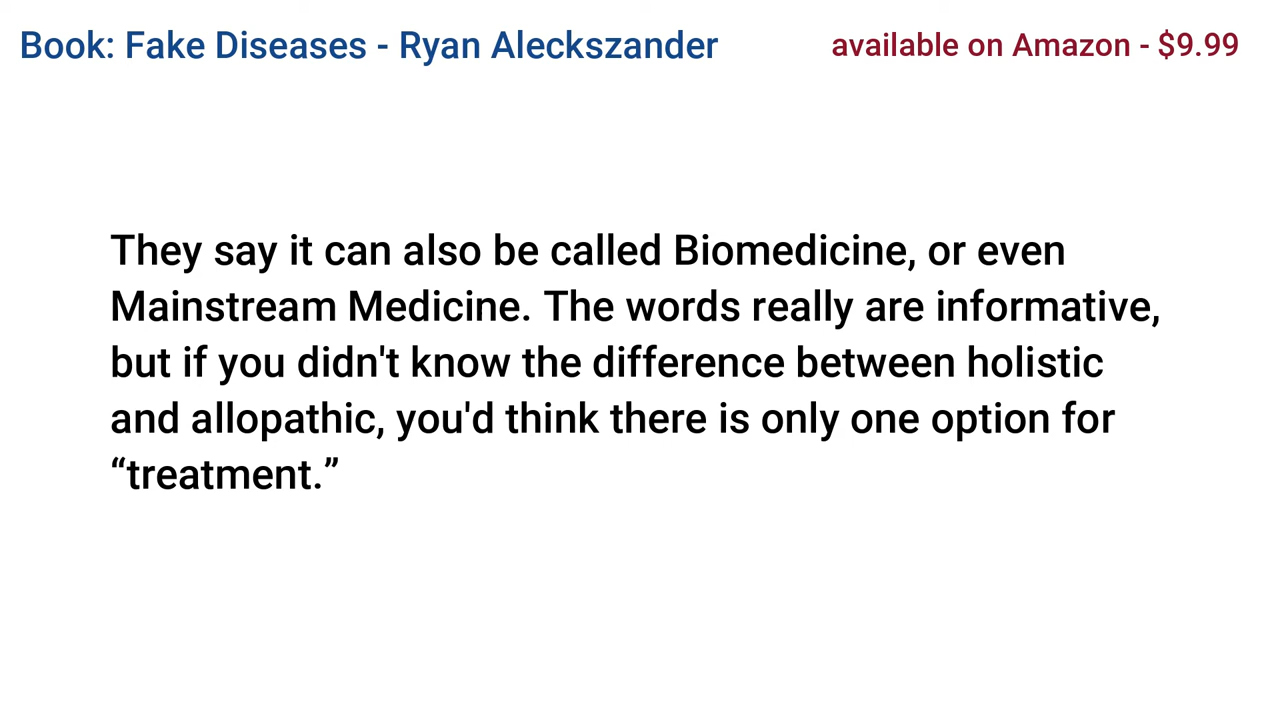 Book: Fake Diseases - Ryan Aleckszander
available on Amazon - $9.99
They say it can also be called Biomedicine, or even
Mainstream Medicine. The words really are informative,
but if you didn't know the difference between holistic
and allopathic, you'd think there is only one option for
“treatment.”